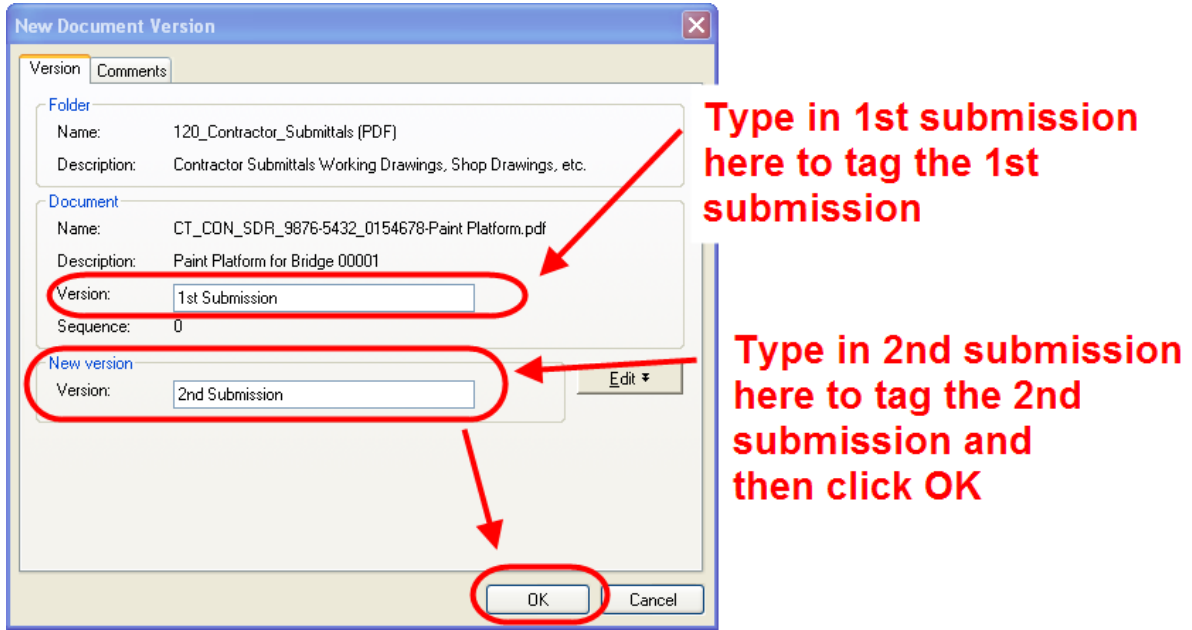 New Document Version
Version Comments
Folder
Name: 120_Contractor_Submittals (PDF)
Description: Contractor Submittals Working Drawings, Shop Drawings, etc.
Document
Name: CT_CON_SDR_9876-5432_0154678-Paint Platform.pdf
Description: Paint Platform for Bridge 00001
Version: 1st Submission
Sequence: 0
New version
Version: 2nd Submission
Edit
OK Cancel
Type in 1st submission
here to tag the 1st
submission
Type in 2nd submission
here to tag the 2nd
submission and
then click OK